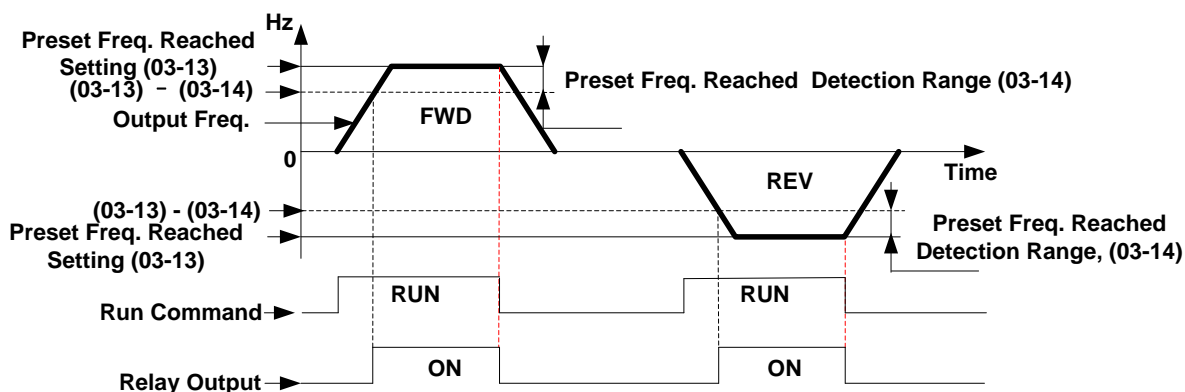 Hz
Preset Freq. Reached
Setting (03-13)
(03-13) - (03-14)
Output Freq.
Preset Freq. Reached Detection Range (03-14)
FWD
0
Time
REV
(03-13) - (03-14)
Preset Freq. Reached
Setting (03-13)
Preset Freq. Reached
Detection Range, (03-14)
Run Command
RUN
RUN
Relay Output
ON
ON